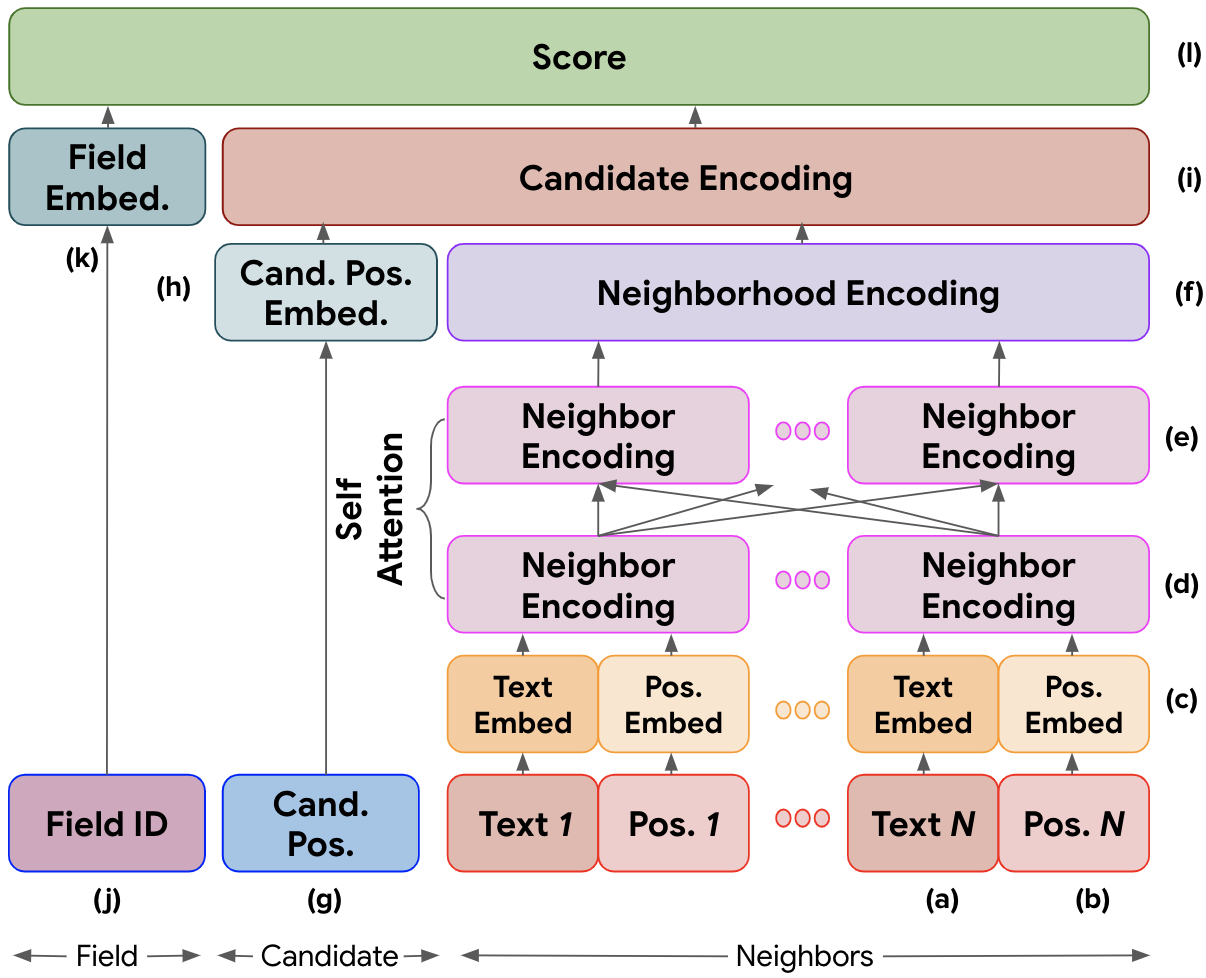 Score
(l)
Field
Embed.
Candidate Encoding
(i)
(k)
(h)
Cand. Pos.
Embed.
Neighborhood Encoding
(f)
Self
Attention
Neighbor
Encoding
Neighbor
Encoding
(e)
Neighbor
Encoding
Neighbor
Encoding
(d)
Text
Embed
Pos.
Embed
Text
Embed
Pos.
Embed
(c)
Field ID
Cand.
Pos.
Text 1
Pos. 1
Text N
Pos. N
(j)
(g)
(a)
(b)
Field
Candidate
Neighbors